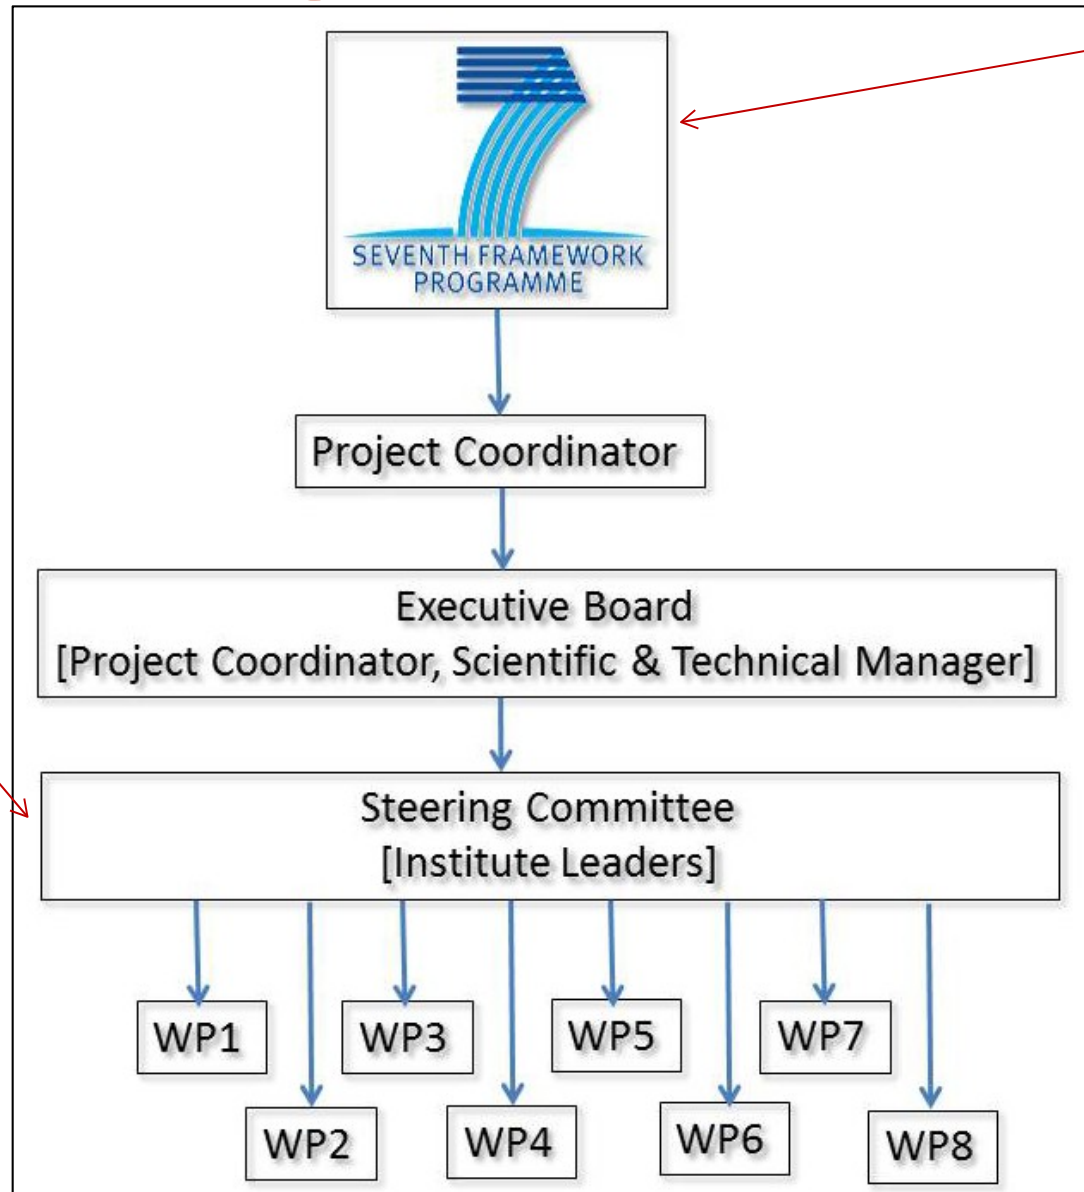 SEVENTH FRAMEWORK
PROGRAMME
Project Coordinator
Executive Board
[Project Coordinator, Scientific & Technical Manager]
Steering Committee
[Institute Leaders]
WP1
WP3
WP5
WP7
WP2
WP4
WP6
WP8